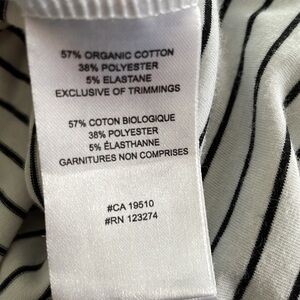 57% ORGANIC COTTON
38% POLYESTER
5% ELASTANE
EXCLUSIVE OF TRIMMINGS
57% COTON BIOLOGIQUE
38% POLYESTER
5% ÉLASTHANNE
GARNITURES NON COMPRISES
#CA 19510
#RN 123274